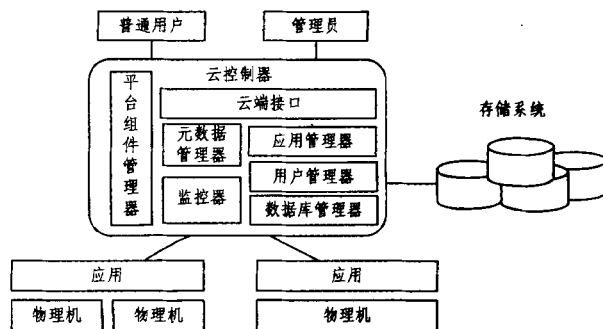 普通用户
管理员
云控制器
平台组件管理器
云端接口
元数据管理器
应用管理器
用户管理器
监控器
数据库管理器
存储系统
应用
应用
物理机
物理机
物理机